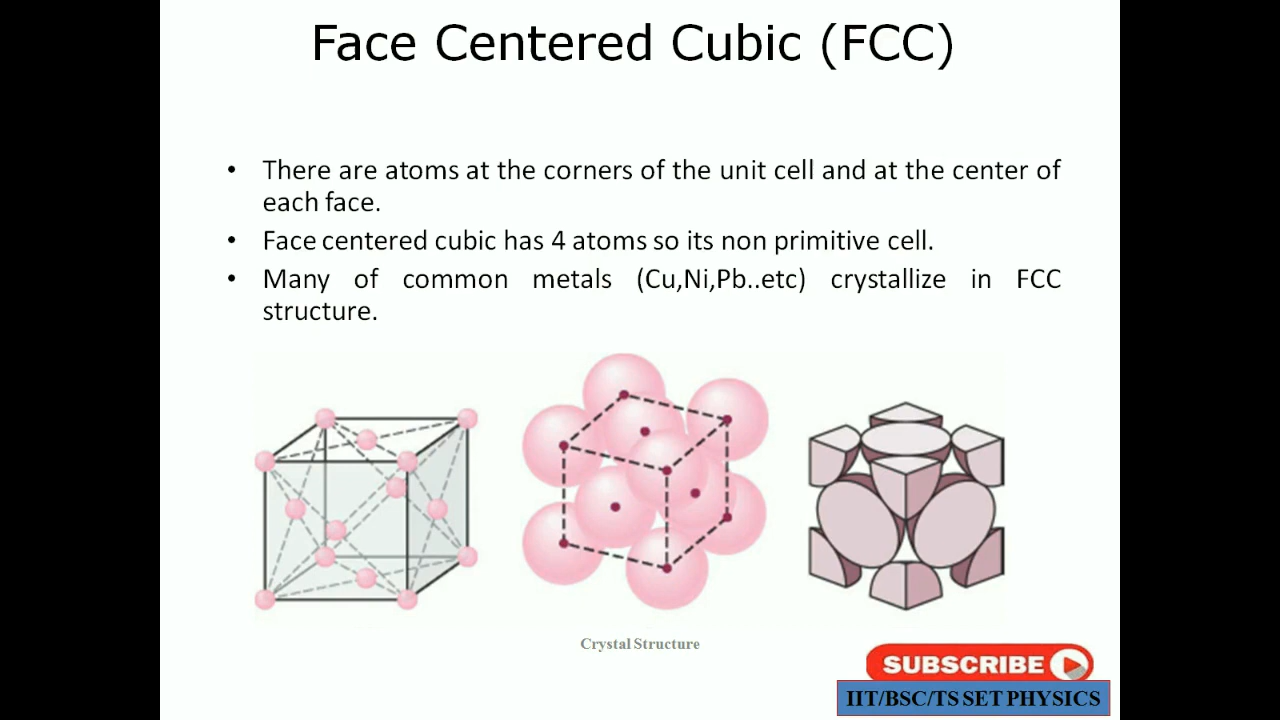 Face Centered Cubic (FCC)
• There are atoms at the corners of the unit cell and at the center of
each face.
• Face centered cubic has 4 atoms so its non primitive cell.
• Many of common metals (Cu,Ni,Pb..etc) crystallize in FCC
structure.
Crystal Structure
SUBSCRIBE
IIT/BSC/TS SET PHYSICS